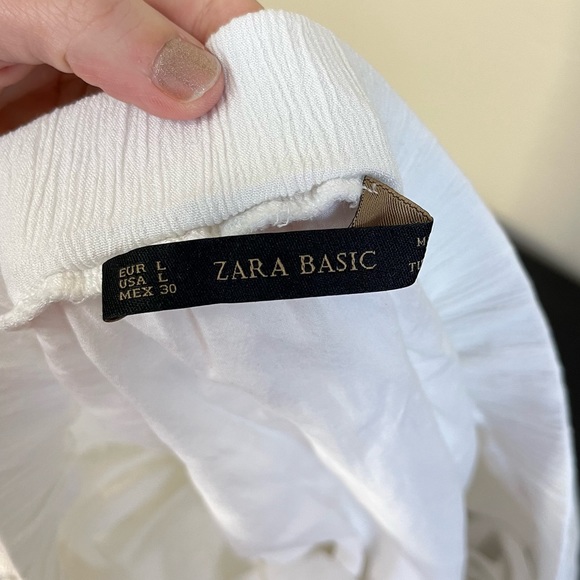 EUR L
USA L
MEX 30
ZARA BASIC